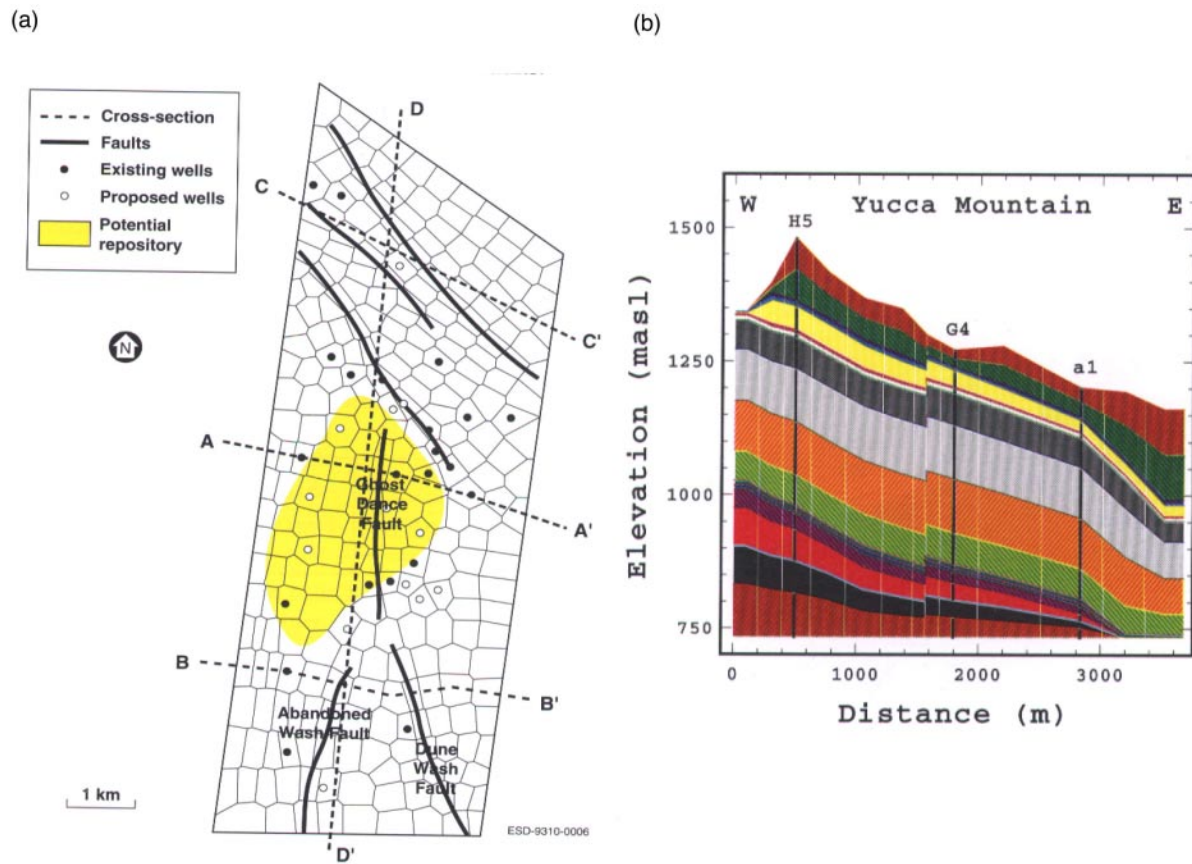 (a)
Cross-section
Faults
Existing wells
Proposed wells
Potential
repository
N
D
C
C'
A
Ghost
Dance
Fault
A'
B
B'
Abandoned
Wash Fault
Dune
Wash
Fault
1 km
D'
ESD-9310-0006
(b)
W Yucca Mountain E
H5
G4
a1
Elevation (masl)
1500
1250
1000
750
0 1000 2000 3000
Distance (m)